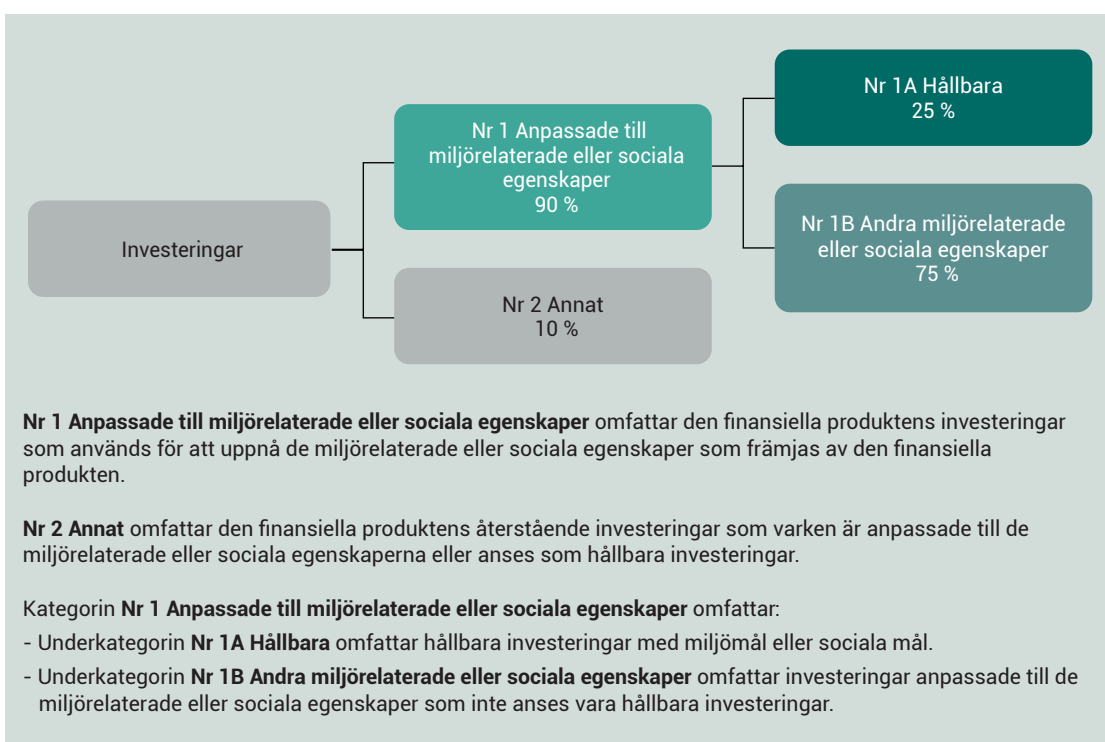 Nr 1A Hållbara
25 %
Nr 1 Anpassade till
miljörelaterade eller sociala
egenskaper
90 %
Nr 1B Andra miljörelaterade
eller sociala egenskaper
75 %
Investeringar
Nr 2 Annat
10 %
Nr 1 Anpassade till miljörelaterade eller sociala egenskaper omfattar den finansiella produktens investeringar
som används för att uppnå de miljörelaterade eller sociala egenskaper som främjas av den finansiella
produkten.
Nr 2 Annat omfattar den finansiella produktens återstående investeringar som varken är anpassade till de
miljörelaterade eller sociala egenskaperna eller anses som hållbara investeringar.
Kategorin Nr 1 Anpassade till miljörelaterade eller sociala egenskaper omfattar:
- Underkategorin Nr 1A Hållbara omfattar hållbara investeringar med miljömål eller sociala mål.
- Underkategorin Nr 1B Andra miljörelaterade eller sociala egenskaper omfattar investeringar anpassade till de
miljörelaterade eller sociala egenskaper som inte anses vara hållbara investeringar.